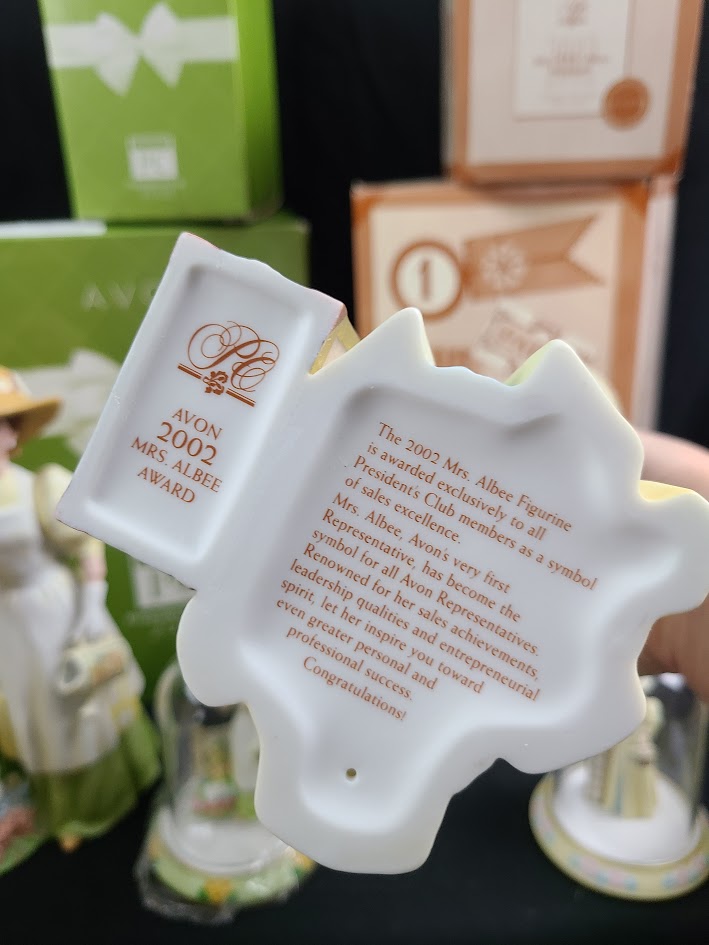 PC
AVON
2002
MRS. ALBEE
AWARD
The 2002 Mrs. Albee Figurine
is awarded exclusively to all
President's Club members as a symbol
of sales excellence.
Mrs. Albee, Avon's very first
Representative, has become the
symbol for all Avon Representatives.
Renowned for her sales achievements,
leadership qualities and entrepreneurial
spirit, let her inspire you toward
even greater personal and
professional success.
Congratulations!
AVO
1